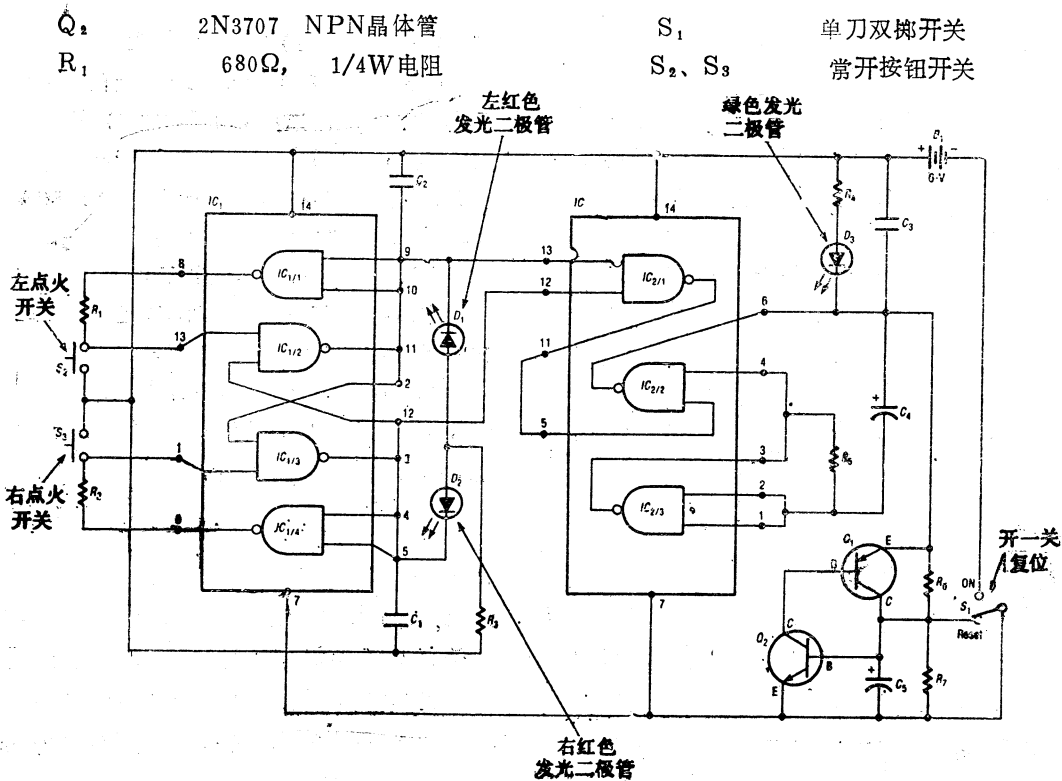 Q₂ 2N3707 NPN晶体管 S₁ 单刀双掷开关
R₁ 680Ω, 1/4W电阻 S₂、S₃ 常开按钮开关
左红色
发光二极管
绿色发光
二极管
B₁
+ -
6·V
C₂
R₄
C₃
IC₁
14
IC
14
D₃
8
IC1/1
9
10
13
12
IC2/1
6
左点火
开关
R₁
S₂
13
IC1/2
11
2
D₁
11
4
IC2/2
+
C₄
12
5
S₃
1
IC1/3
3
3
R₅
右点火
开关
R₂
IC1/4
4
5
D₂
IC2/3
2
1
开一关
复位
Q₁
E
C
R₆
ON
S₁
Reset
7
C₁
R₃
7
Q₂
C
B
E
+
C₅
R₇
右红色
发光二极管